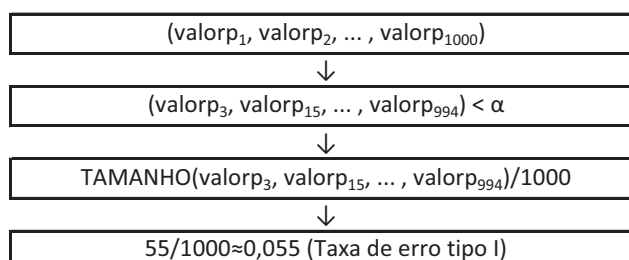 (valorp₁, valorp₂, ... , valorp₁₀₀₀)
↓
(valorp₃, valorp₁₅, ... , valorp₉₉₄) < α
↓
TAMANHO(valorp₃, valorp₁₅, ... , valorp₉₉₄)/1000
↓
55/1000≈0,055 (Taxa de erro tipo I)